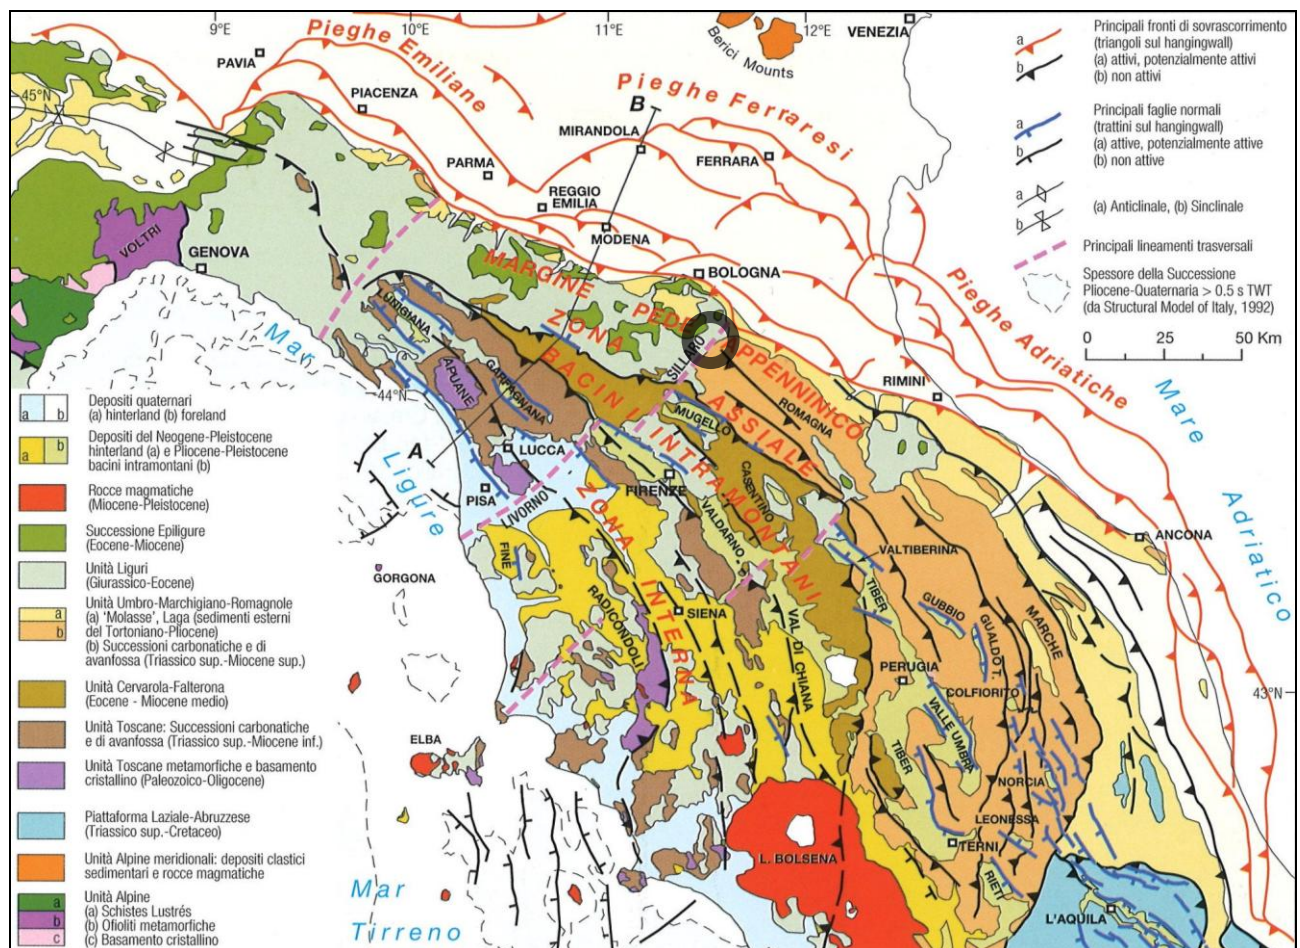 9°E
10°E
11°E
12°E
Pieghe Emiliane
PAVIA
PIACENZA
45°N
Berici Mounts
VENEZIA
Pieghe Ferraresi
B
MIRANDOLA
FERRARA
PARMA
REGGIO
EMILIA
MODENA
BOLOGNA
VOLTRI
GENOVA
MARGINE PEDEAPPENNINICO
ZONA ASSIALE
BACINI INTRAMONTANI
ZONA INTERNA
Pieghe Adriatiche
Mar Ligure
LUNIGIANA
APUANE
GARFAGNANA
SILLARO
44°N
A
LUCCA
PISA
LIVORNO
MUGELLO
ROMAGNA
RIMINI
FIRENZE
CASENTINO
VALDARNO
FINE
GORGONA
RADICONDOLI
SIENA
VAL DI CHIANA
VALTIBERINA
TIBER
GUBBIO
GUALDO T.
MARCHE
ANCONA
Mare Adriatico
PERUGIA
COLFIORITO
43°N
VALLE UMBRA
TIBER
NORCIA
LEONESSA
TERNI
RIETI
L'AQUILA
ELBA
L. BOLSENA
Mar
Tirreno
Principali fronti di sovrascorrimento
(triangoli sul hangingwall)
a
(a) attivi, potenzialmente attivi
b
(b) non attivi
Principali faglie normali
(trattini sul hangingwall)
a
(a) attive, potenzialmente attive
b
(b) non attive
a
b
(a) Anticlinale, (b) Sinclinale
Principali lineamenti trasversali
Spessore della Successione
Pliocene-Quaternaria > 0.5 s TWT
(da Structural Model of Italy, 1992)
0 25 50 Km
a b
Depositi quaternari
(a) hinterland (b) foreland
a b
Depositi del Neogene-Pleistocene
hinterland (a) e Pliocene-Pleistocene
bacini intramontani (b)
Rocce magmatiche
(Miocene-Pleistocene)
Successione Epiligure
(Eocene-Miocene)
Unità Liguri
(Giurassico-Eocene)
Unità Umbro-Marchigiano-Romagnole
a
(a) 'Molasse', Laga (sedimenti esterni
b
del Tortoniano-Pliocene)
(b) Successioni carbonatiche e di
avanfossa (Triassico sup.-Miocene sup.)
Unità Cervarola-Falterona
(Eocene - Miocene medio)
Unità Toscane: Successioni carbonatiche
e di avanfossa (Triassico sup.-Miocene inf.)
Unità Toscane metamorfiche e basamento
cristallino (Paleozoico-Oligocene)
Piattaforma Laziale-Abruzzese
(Triassico sup.-Cretaceo)
Unità Alpine meridionali: depositi clastici
sedimentari e rocce magmatiche
Unità Alpine
a
(a) Schistes Lustrés
b
(b) Ofioliti metamorfiche
c
(c) Basamento cristallino